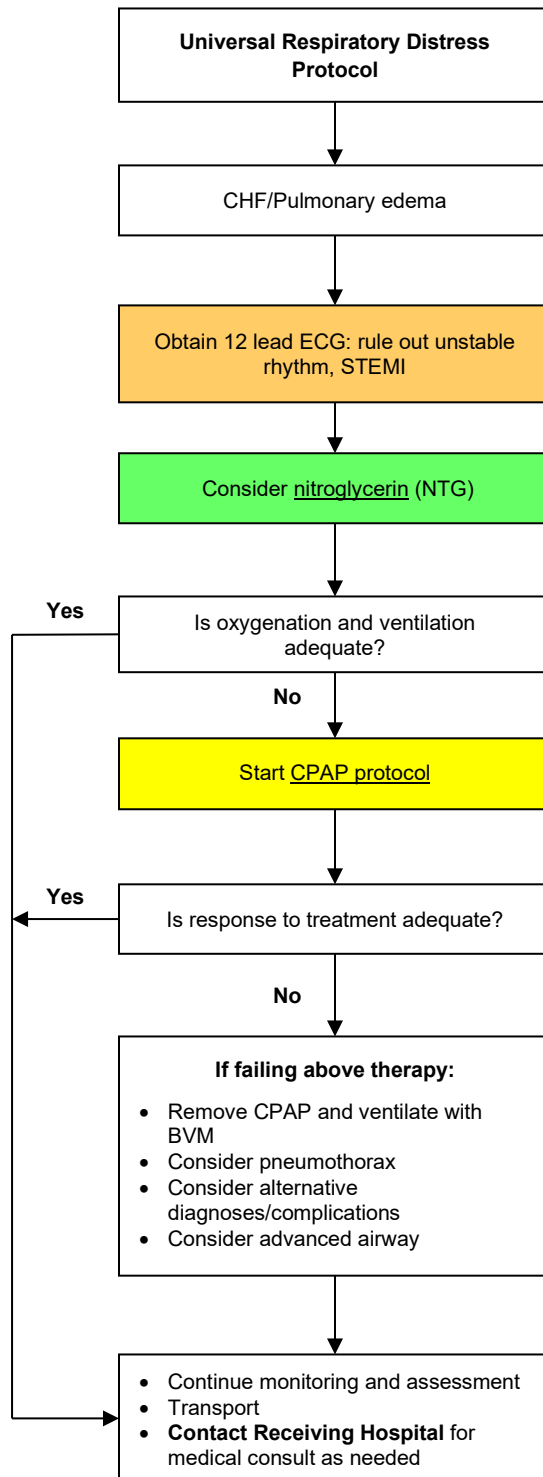 Universal Respiratory Distress
Protocol
CHF/Pulmonary edema
Obtain 12 lead ECG: rule out unstable
rhythm, STEMI
Consider nitroglycerin (NTG)
Yes
Is oxygenation and ventilation
adequate?
No
Start CPAP protocol
Yes
Is response to treatment adequate?
No
If failing above therapy:
• Remove CPAP and ventilate with
BVM
• Consider pneumothorax
• Consider alternative
diagnoses/complications
• Consider advanced airway
• Continue monitoring and assessment
• Transport
• Contact Receiving Hospital for
medical consult as needed